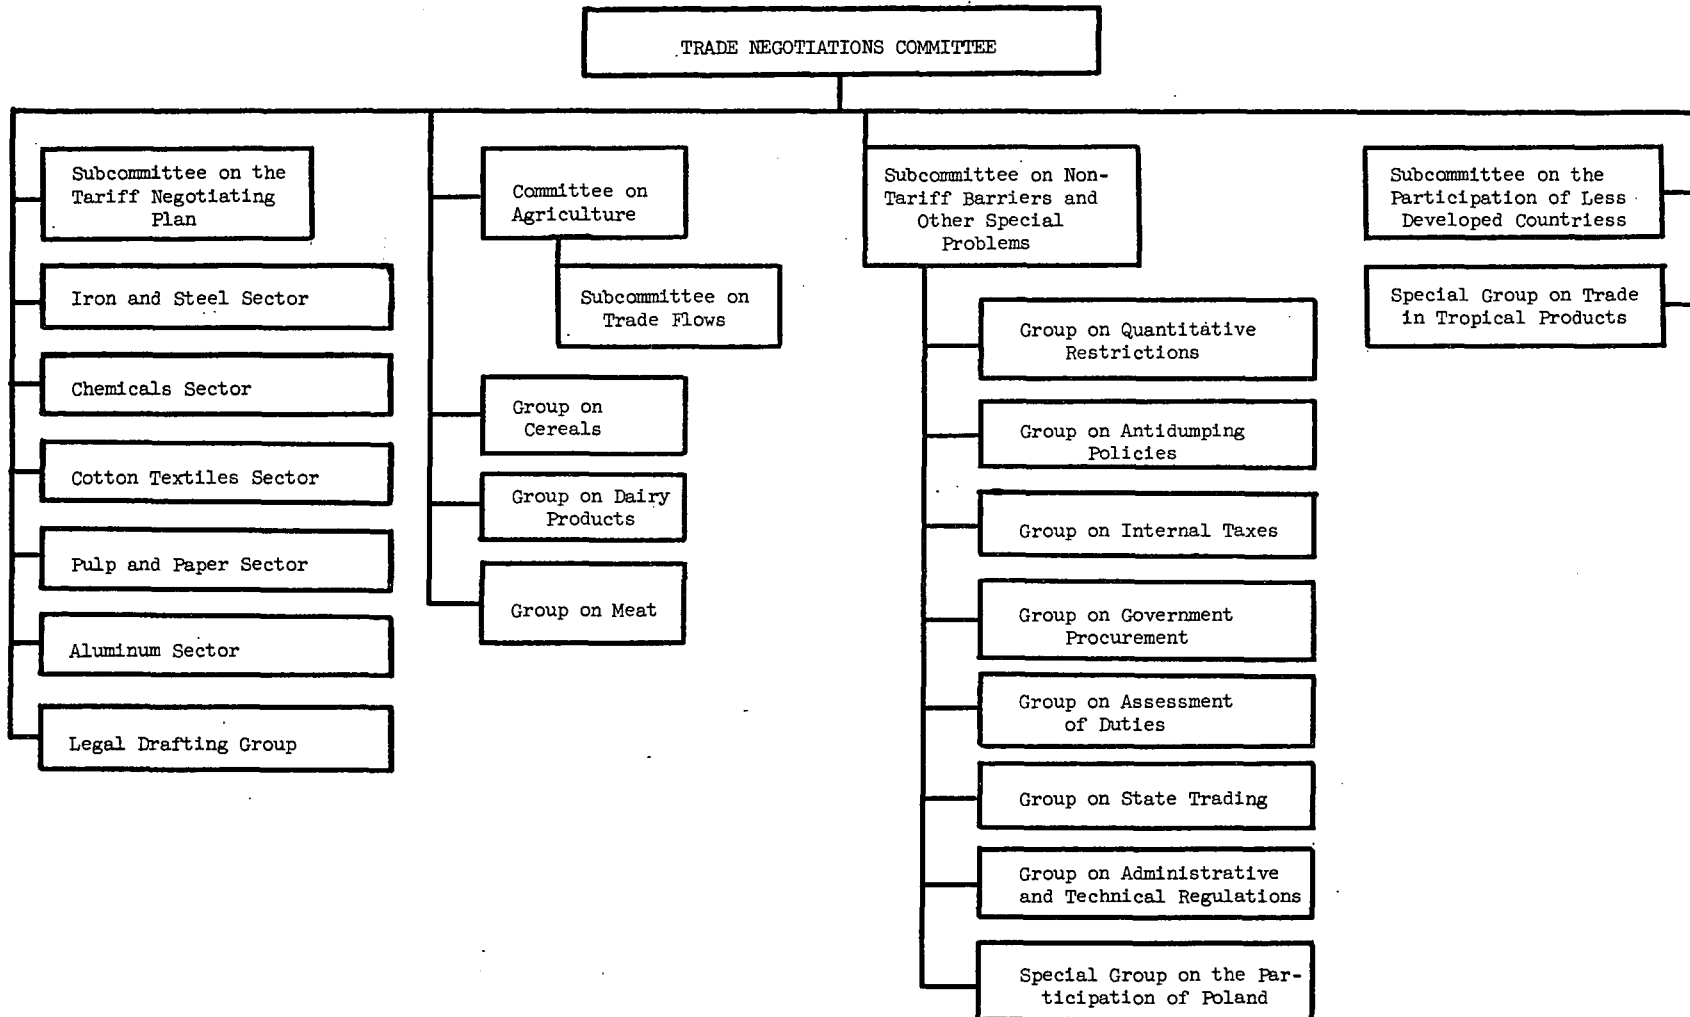 TRADE NEGOTIATIONS COMMITTEE
Subcommittee on the
Tariff Negotiating
Plan
Iron and Steel Sector
Chemicals Sector
Cotton Textiles Sector
Pulp and Paper Sector
Aluminum Sector
Legal Drafting Group
Committee on
Agriculture
Subcommittee on
Trade Flows
Group on
Cereals
Group on Dairy
Products
Group on Meat
Subcommittee on Non-
Tariff Barriers and
Other Special
Problems
Group on Quantitative
Restrictions
Group on Antidumping
Policies
Group on Internal Taxes
Group on Government
Procurement
Group on Assessment
of Duties
Group on State Trading
Group on Administrative
and Technical Regulations
Special Group on the Par-
ticipation of Poland
Subcommittee on the
Participation of Less
Developed Countriess
Special Group on Trade
in Tropical Products